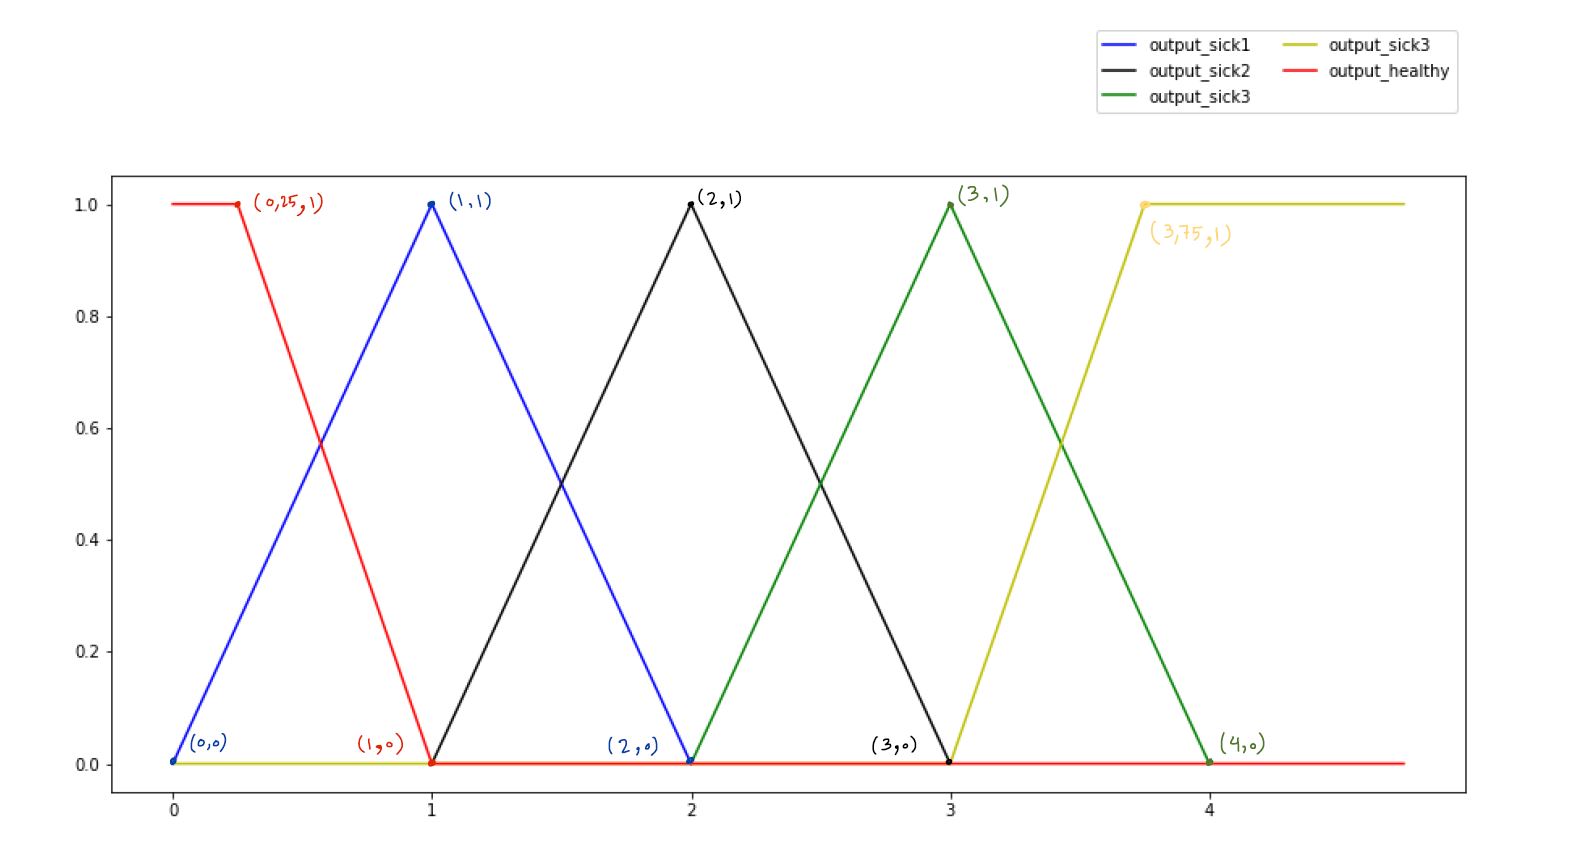 output_sick1 output_sick3
output_sick2 output_healthy
output_sick3
1.0 (0,25,1) (1,1) (2,1) (3,1)
(3,75,1)
0.8
0.6
0.4
0.2
(0,0) (1,0) (2,0) (3,0) (4,0)
0.0
0 1 2 3 4